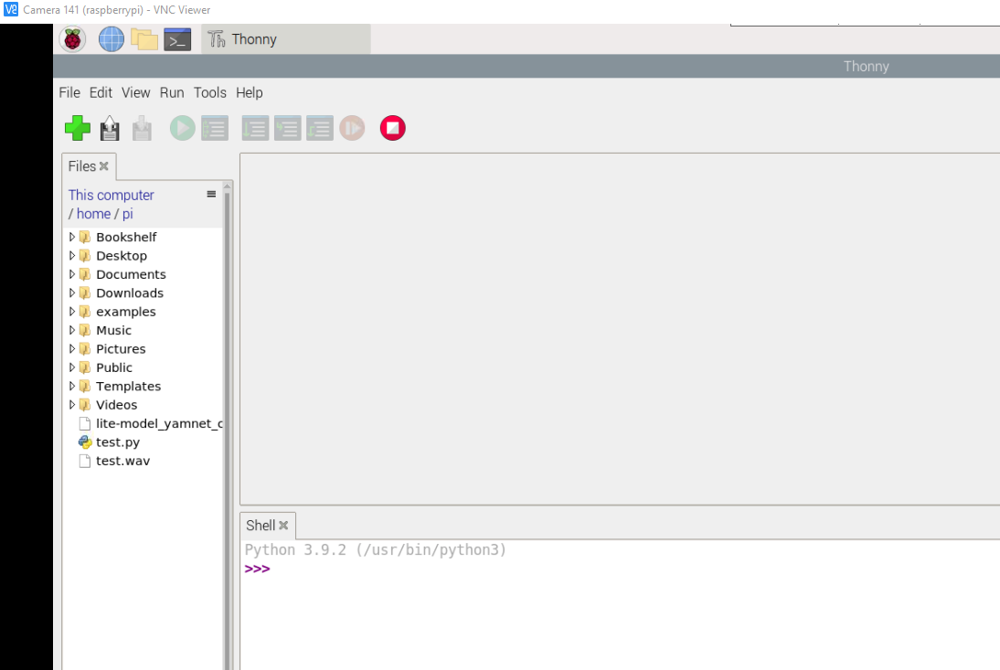 Camera 141 (raspberrypi) - VNC Viewer
Thonny
Thonny
File Edit View Run Tools Help
Files
This computer
/ home / pi
Bookshelf
Desktop
Documents
Downloads
examples
Music
Pictures
Public
Templates
Videos
lite-model_yamnet_c
test.py
test.wav
Shell
Python 3.9.2 (/usr/bin/python3)
>>>